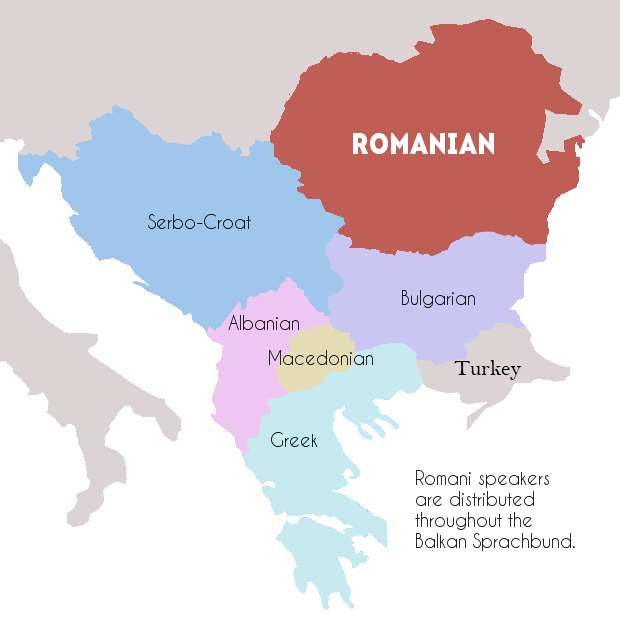 ROMANIAN
Serbo-Croat
Bulgarian
Albanian
Macedonian
Turkey
Greek
Romani speakers
are distributed
throughout the
Balkan Sprachbund.